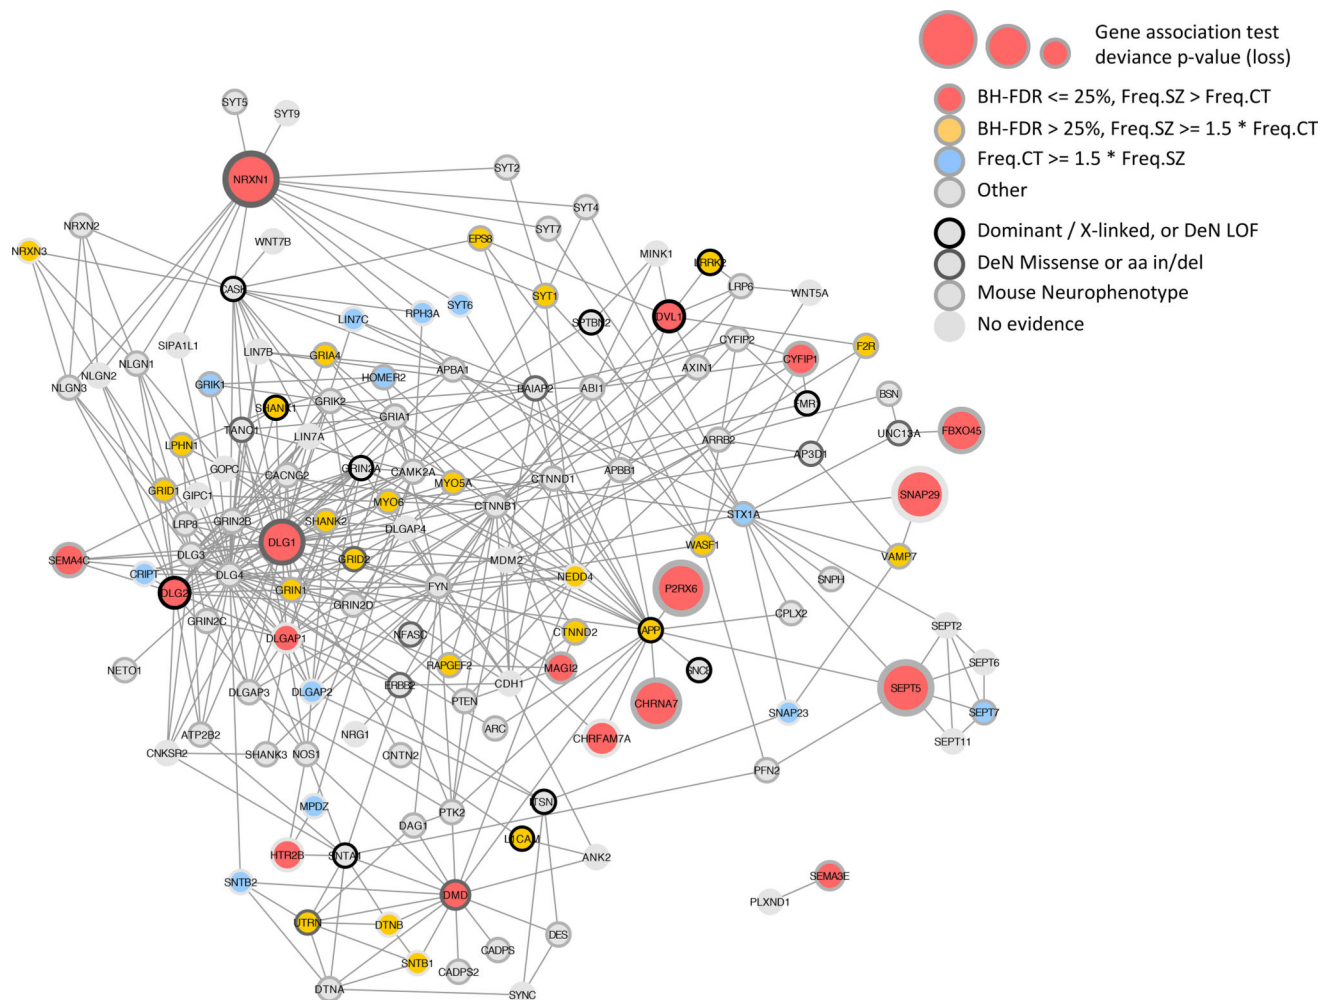 Gene association test
deviance p-value (loss)
BH-FDR <= 25%, Freq.SZ > Freq.CT
BH-FDR > 25%, Freq.SZ >= 1.5 * Freq.CT
Freq.CT >= 1.5 * Freq.SZ
Other
Dominant / X-linked, or DeN LOF
DeN Missense or aa in/del
Mouse Neurophenotype
No evidence
SYT5
SYT9
NRXN1
SYT2
SYT4
NRXN2
SYT7
WNT7B
EPS8
NRXN3
MINK1
LRRK2
LRP6
WNT5A
CASK
SYT1
LIN7C
RPH3A
SYT6
SPTBN2
DVL1
CYFIP2
F2R
SIPA1L1
LIN7B
GRIA4
CYFIP1
NLGN1
NLGN2
NLGN3
GRIK1
HOMER2
APBA1
AXIN1
BAIAP2
ABI1
BSN
SHANK1
GRIK2
FMR1
GRIA1
TANC1
LIN7A
UNC13A
FBXO45
LPHN1
ARRB2
AP3D1
GOPC
CACNG2
GRIN2A
CAMK2A
CTNND1
APBB1
GRID1
GIPC1
MYO5A
MYO6
CTNNB1
SNAP29
STX1A
LRP8
GRIN2B
SHANK2
DLGAP4
DLG1
DLG3
WASF1
VAMP7
SEMA4C
CRIPT
DLG4
GRID2
MDM2
NEDD4
SNPH
DLG2
GRIN1
FYN
P2RX6
GRIN2D
CPLX2
GRIN2C
DLGAP1
NFASC
CTNND2
APP
SEPT2
NETO1
RAPGEF2
MAGI2
SNCB
SEPT6
DLGAP3
DLGAP2
ERBB2
CDH1
SEPT5
PTEN
CHRNA7
SNAP23
SEPT7
ATP2B2
NRG1
ARC
CHRFAM7A
SEPT11
CNKSR2
SHANK3
NOS1
CNTN2
PFN2
MPDZ
PTK2
ITSN1
DAG1
L1CAM
HTR2B
SNTA1
ANK2
SEMA3E
SNTB2
DMD
PLXND1
UTRN
DTNB
DES
CADPS
SNTB1
CADPS2
DTNA
SYNC